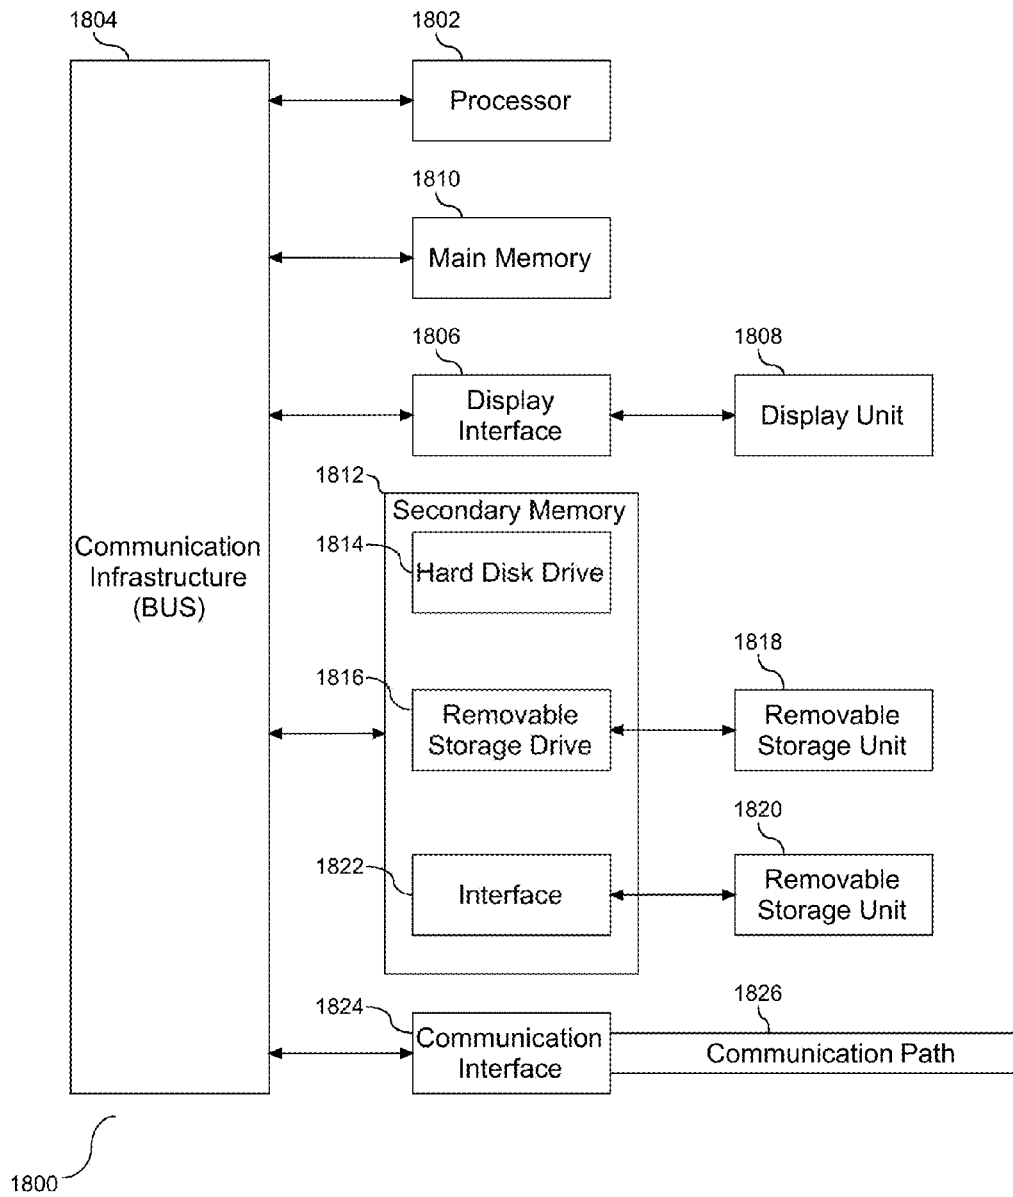 1804
1802
Processor
1810
Main Memory
1806
1808
Display
Interface
Display Unit
1812
Secondary Memory
1814
Hard Disk Drive
Communication
Infrastructure
(BUS)
1816
1818
Removable
Storage Drive
Removable
Storage Unit
1820
1822
Interface
Removable
Storage Unit
1824
1826
Communication
Interface
Communication Path
1800